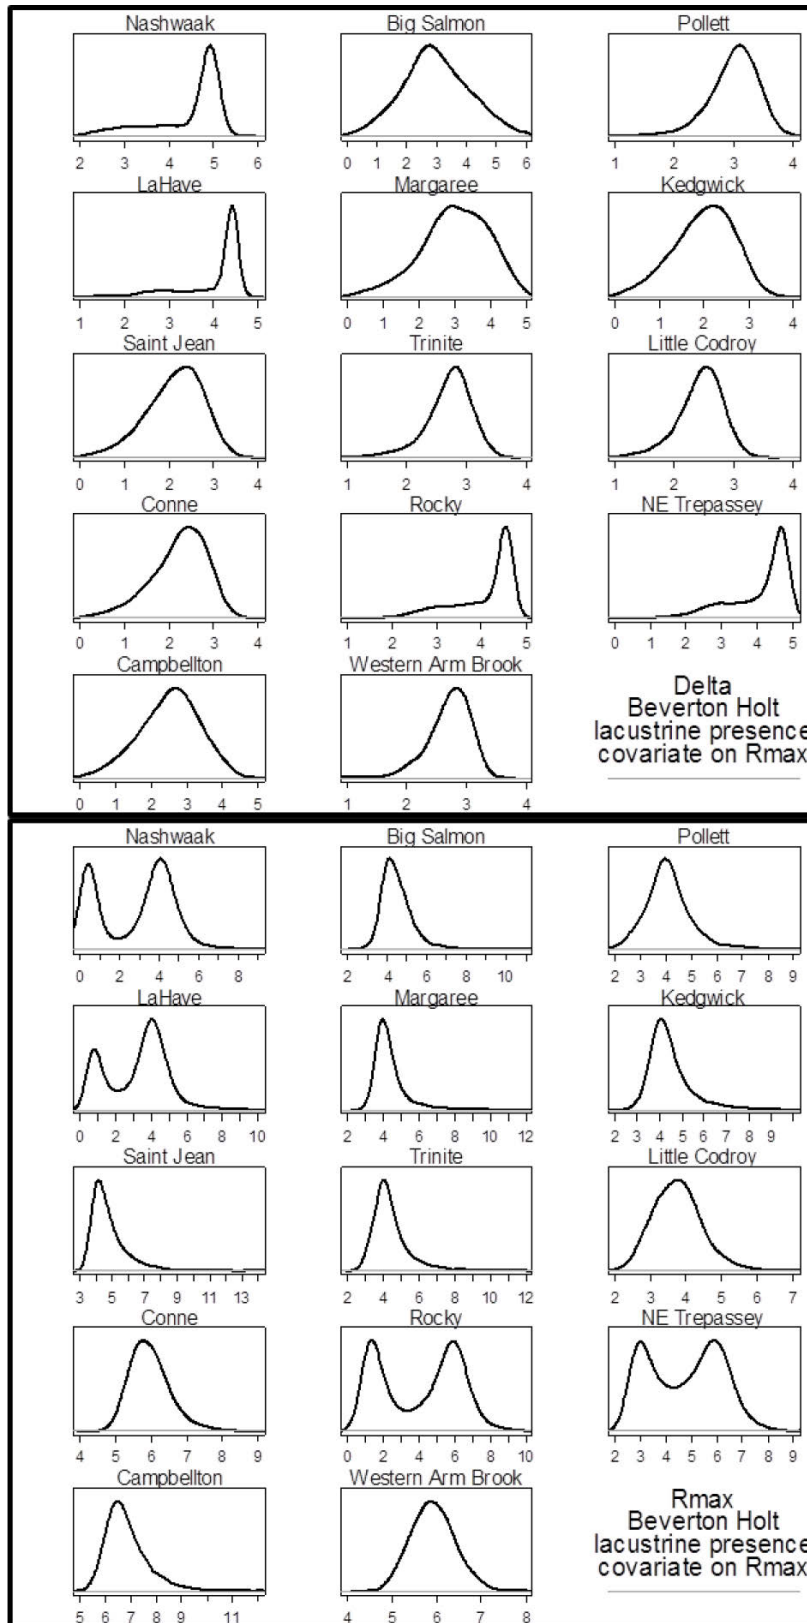 Nashwaak Big Salmon Pollett
2 3 4 5 6 0 1 2 3 4 5 6 1 2 3 4
LaHave Margaree Kedgwick
1 2 3 4 5 0 1 2 3 4 5 0 1 2 3 4
Saint Jean Trinite Little Codroy
0 1 2 3 4 1 2 3 4 1 2 3 4
Conne Rocky NE Trepassey
0 1 2 3 4 1 2 3 4 5 0 1 2 3 4 5
Campbellton Western Arm Brook
Delta
Beverton Holt
lacustrine presence
covariate on Rmax
0 1 2 3 4 5 1 2 3 4
Nashwaak Big Salmon Pollett
0 2 4 6 8 2 4 6 8 10 2 3 4 5 6 7 8 9
LaHave Margaree Kedgwick
0 2 4 6 8 10 2 4 6 8 10 12 2 3 4 5 6 7 8 9
Saint Jean Trinite Little Codroy
3 5 7 9 11 13 2 4 6 8 10 12 2 3 4 5 6 7
Conne Rocky NE Trepassey
4 5 6 7 8 9 0 2 4 6 8 10 2 3 4 5 6 7 8 9
Campbellton Western Arm Brook
Rmax
Beverton Holt
lacustrine presence
covariate on Rmax
5 6 7 8 9 11 4 5 6 7 8